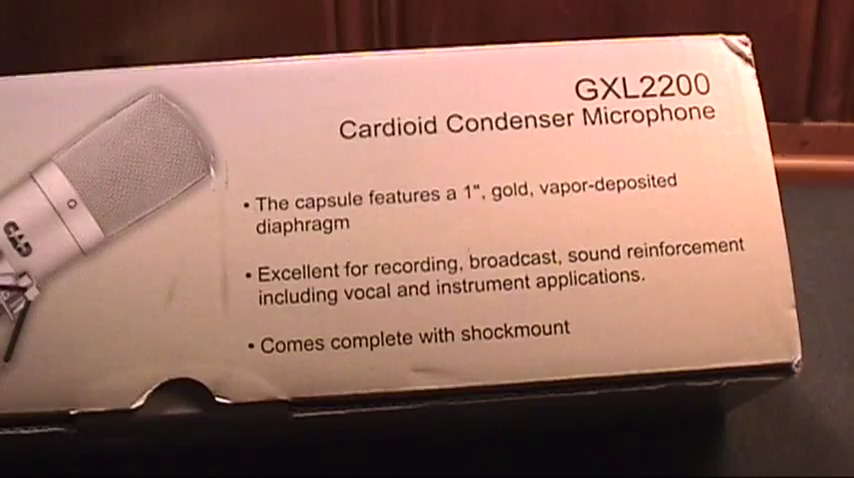 GXL2200
Cardioid Condenser Microphone
• The capsule features a 1", gold, vapor-deposited
diaphragm
• Excellent for recording, broadcast, sound reinforcement
including vocal and instrument applications.
• Comes complete with shockmount
CAD